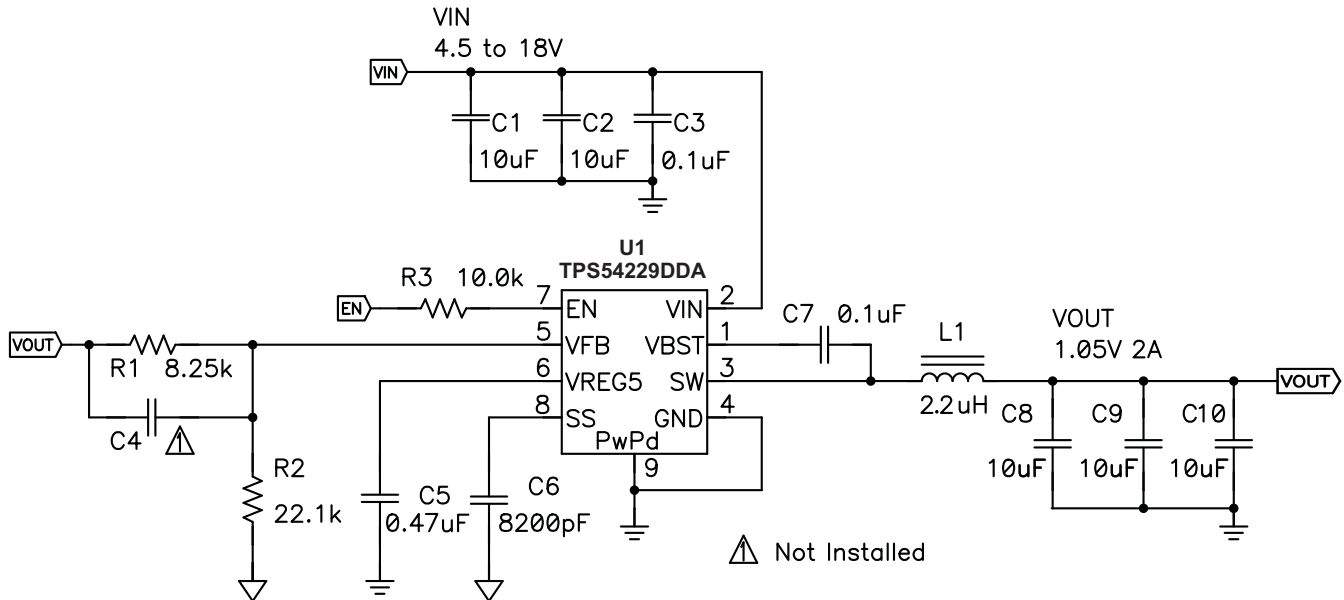 VIN
4.5 to 18V
VIN
C1
C2
C3
10uF
10uF
0.1uF
U1
TPS54229DDA
R3 10.0k
EN
7
EN
VIN
2
C7 0.1uF
VOUT
1.05V 2A
VOUT
R1 8.25k
5
VFB
VBST
1
L1
6
VREG5
SW
3
2.2uH
VOUT
8
SS
GND
4
C4
1
PwPd
9
C8
C9
C10
10uF
10uF
10uF
R2
22.1k
C5
0.47uF
C6
8200pF
1 Not Installed